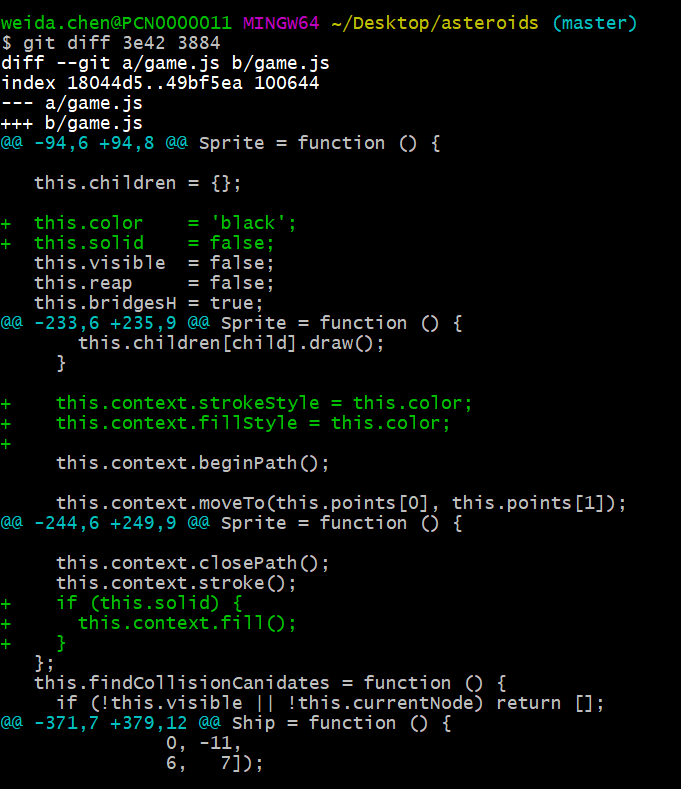 weida.chen@PCN0000011 MINGW64 ~/Desktop/asteroids (master)
$ git diff 3e42 3884
diff --git a/game.js b/game.js
index 18044d5..49bf5ea 100644
--- a/game.js
+++ b/game.js
@@ -94,6 +94,8 @@ Sprite = function () {
   this.children = {};
+  this.color    = 'black';
+  this.solid    = false;
   this.visible  = false;
   this.reap     = false;
   this.bridgesH = true;
@@ -233,6 +235,9 @@ Sprite = function () {
       this.children[child].draw();
     }
+    this.context.strokeStyle = this.color;
+    this.context.fillStyle = this.color;
+
     this.context.beginPath();
     this.context.moveTo(this.points[0], this.points[1]);
@@ -244,6 +249,9 @@ Sprite = function () {
     this.context.closePath();
     this.context.stroke();
+    if (this.solid) {
+      this.context.fill();
+    }
   };
   this.findCollisionCanidates = function () {
     if (!this.visible || !this.currentNode) return [];
@@ -371,7 +379,12 @@ Ship = function () {
               0, -11,
               6,   7]);